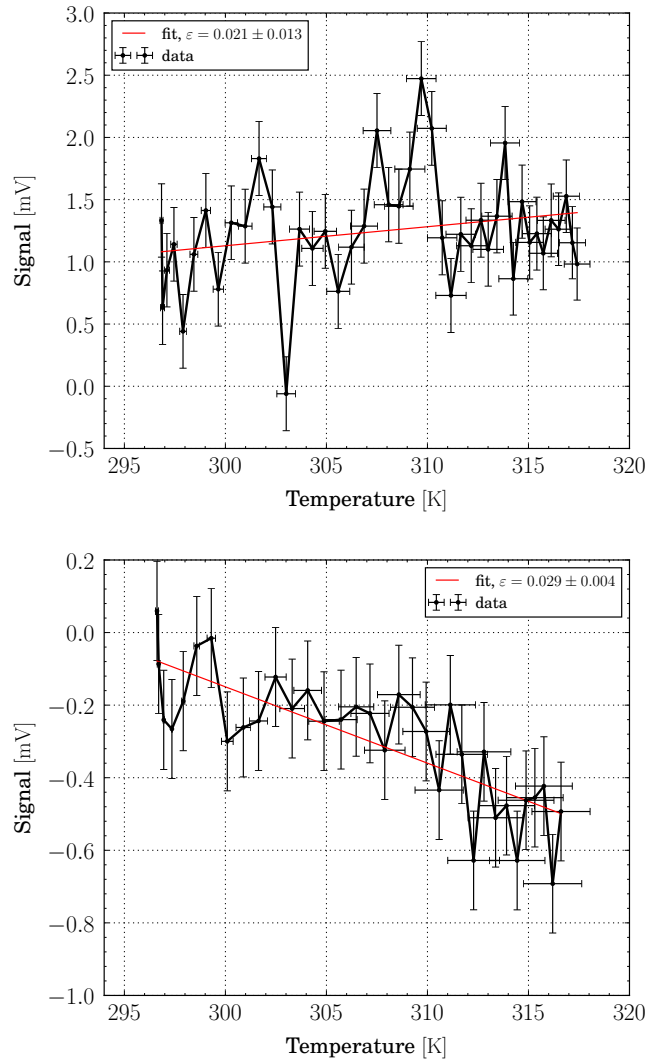 3.0
fit, ε = 0.021 ± 0.013
data
2.5
2.0
1.5
1.0
0.5
0.0
−0.5
Signal [mV]
295 300 305 310 315 320
Temperature [K]
0.2
fit, ε = 0.029 ± 0.004
data
0.0
−0.2
−0.4
−0.6
−0.8
−1.0
Signal [mV]
295 300 305 310 315 320
Temperature [K]